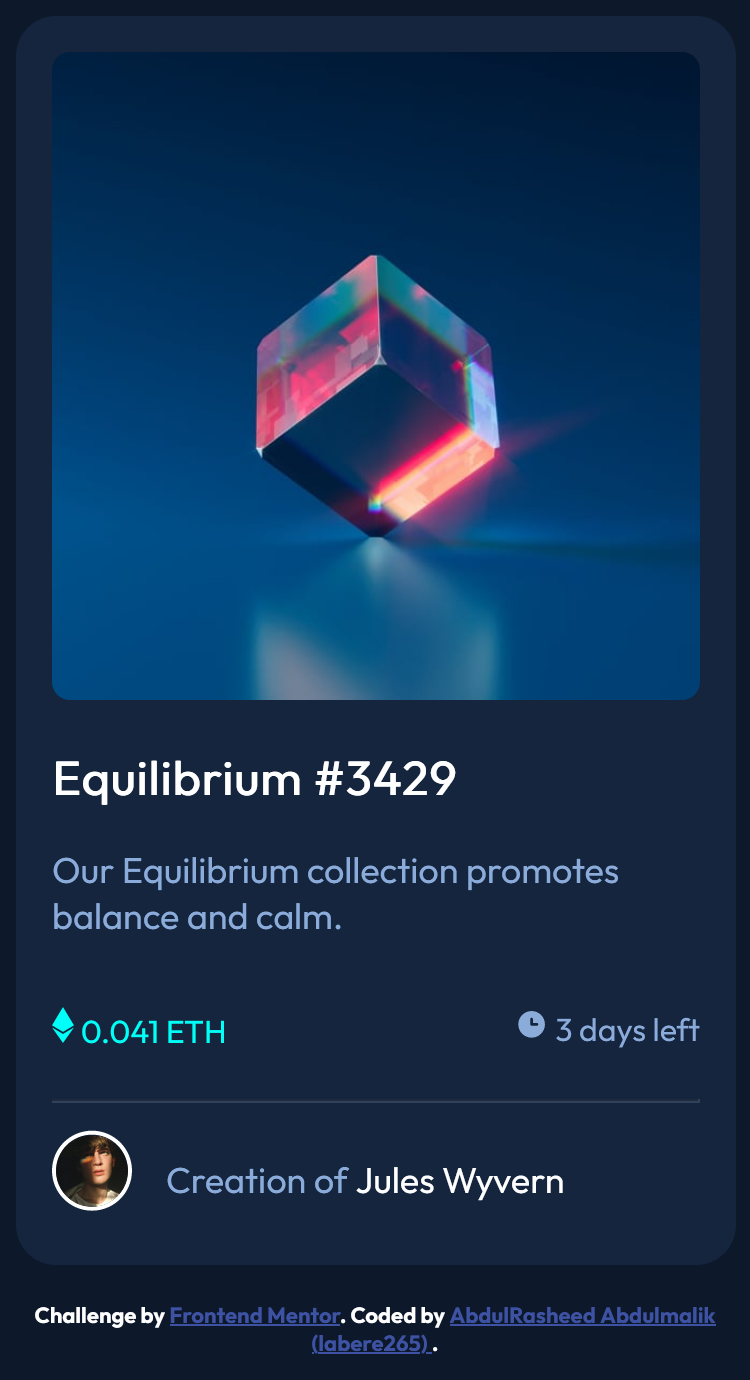 Equilibrium #3429
Our Equilibrium collection promotes
balance and calm.
0.041 ETH
3 days left
Creation of Jules Wyvern
Challenge by Frontend Mentor. Coded by AbdulRasheed Abdulmalik
(labere265) .